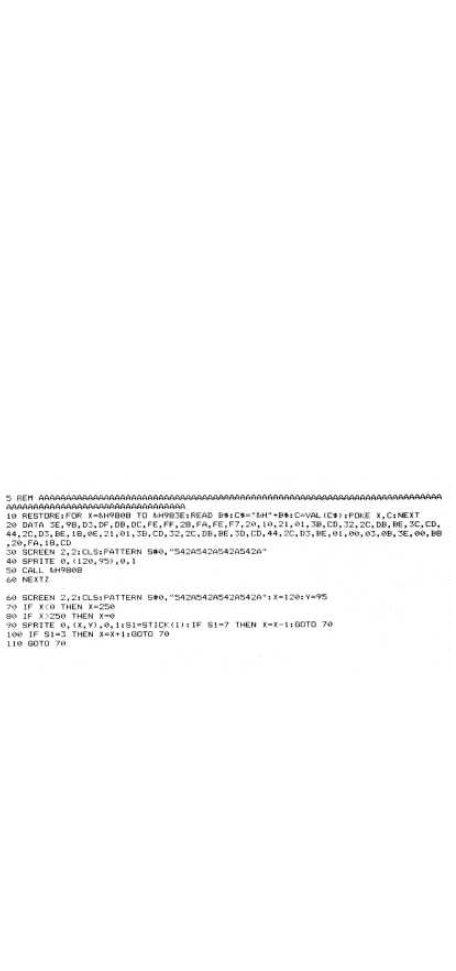 5 REM AAAAAAAAAAAAAAAAAAAAAAAAAAAAAAAAAAAAAAAAAAAAAAAAAAAAAAAAAAAAAAAAAAAAAAAAAAA
AAAAAAAAAAAAAAAAAAAAAAAAAAAAAAAAA
10 RESTORE:FOR X=&H980B TO &H983E:READ B$:C$="&H"+B$:C=VAL(C$):POKE X,C:NEXT
20 DATA 3E,9B,D3,DF,DB,DC,FE,FF,28,FA,FE,F7,20,10,21,01,3B,CD,32,2C,DB,BE,3C,CD,
44,2C,D3,BE,18,0E,21,01,3B,CD,32,2C,DB,BE,3D,CD,44,2C,D3,BE,01,00,03,0B,3E,00,BB
,20,FA,18,CD
30 SCREEN 2,2:CLS:PATTERN S#0,"542A542A542A542A"
40 SPRITE 0,(120,95),0,1
50 CALL &H980B
60 NEXTZ
60 SCREEN 2,2:CLS:PATTERN S#0,"542A542A542A542A":X=120:Y=95
70 IF X<0 THEN X=250
80 IF X>250 THEN X=0
90 SPRITE 0,(X,Y),0,1:S1=STICK(1):IF S1=7 THEN X=X-1:GOTO 70
100 IF S1=3 THEN X=X+1:GOTO 70
110 GOTO 70